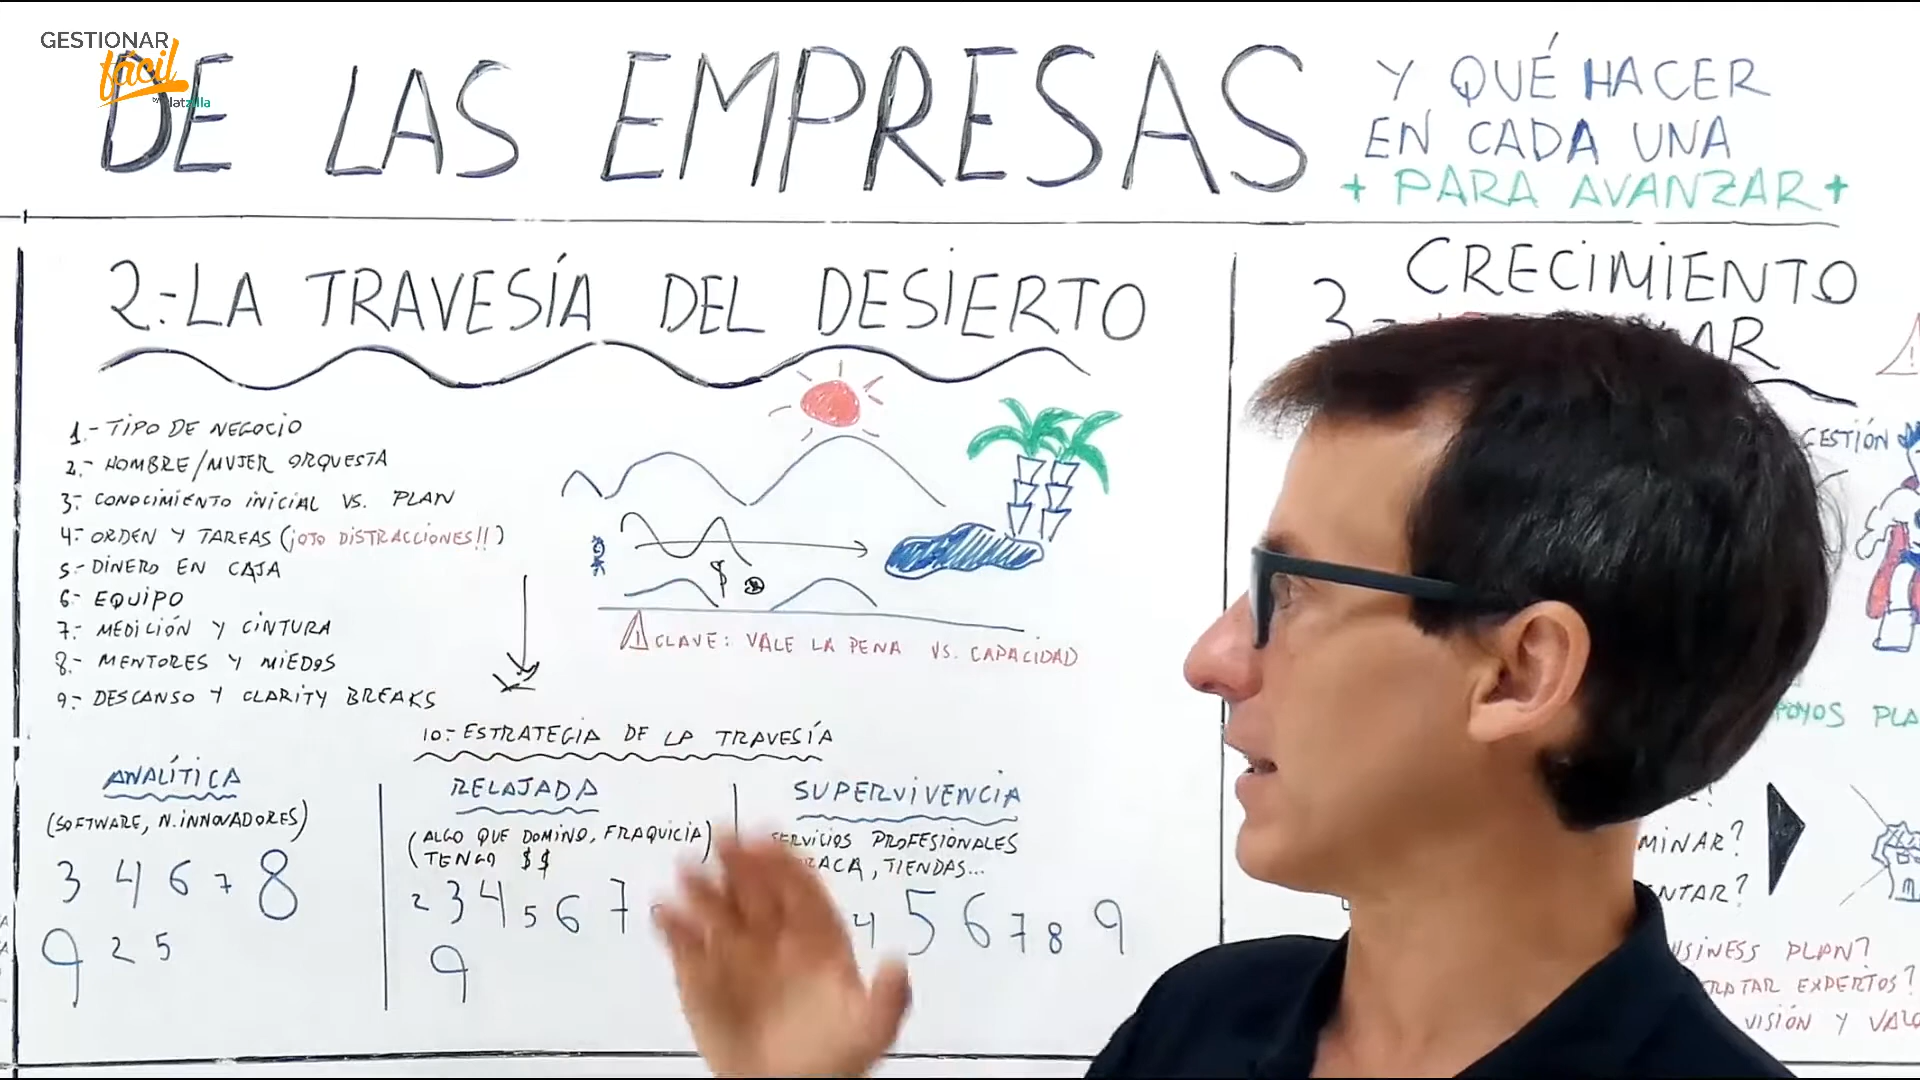 GESTIONAR
fácil
DE LAS EMPRESAS
Y QUÉ HACER
EN CADA UNA
+ PARA AVANZAR +
2.- LA TRAVESÍA DEL DESIERTO
1.- TIPO DE NEGOCIO
2.- HOMBRE/MUJER ORQUESTA
3.- CONOCIMIENTO INICIAL VS. PLAN
4.- ORDEN Y TAREAS (¡OJO DISTRACCIONES!!)
5.- DINERO EN CAJA
6.- EQUIPO
7.- MEDICIÓN Y CINTURA
8.- MENTORES Y MIEDOS
9.- DESCANSO Y CLARITY BREAKS
$
CLAVE: VALE LA PENA VS. CAPACIDAD
10.- ESTRATEGIA DE LA TRAVESÍA
ANALÍTICA
(SOFTWARE, N. INNOVADORES)
3 4 6 7 8
9 2 5
RELAJADA
(ALGO QUE DOMINO, FRAQUICIA)
(TENGO $$
2 3 4 5 6 7
9
SUPERVIVENCIA
SERVICIOS PROFESIONALES
TIENDAS...
4 5 6 7 8 9
3.- CRECIMIENTO
GESTIÓN
PLAN?
EXPERTOS?
VISIÓN Y